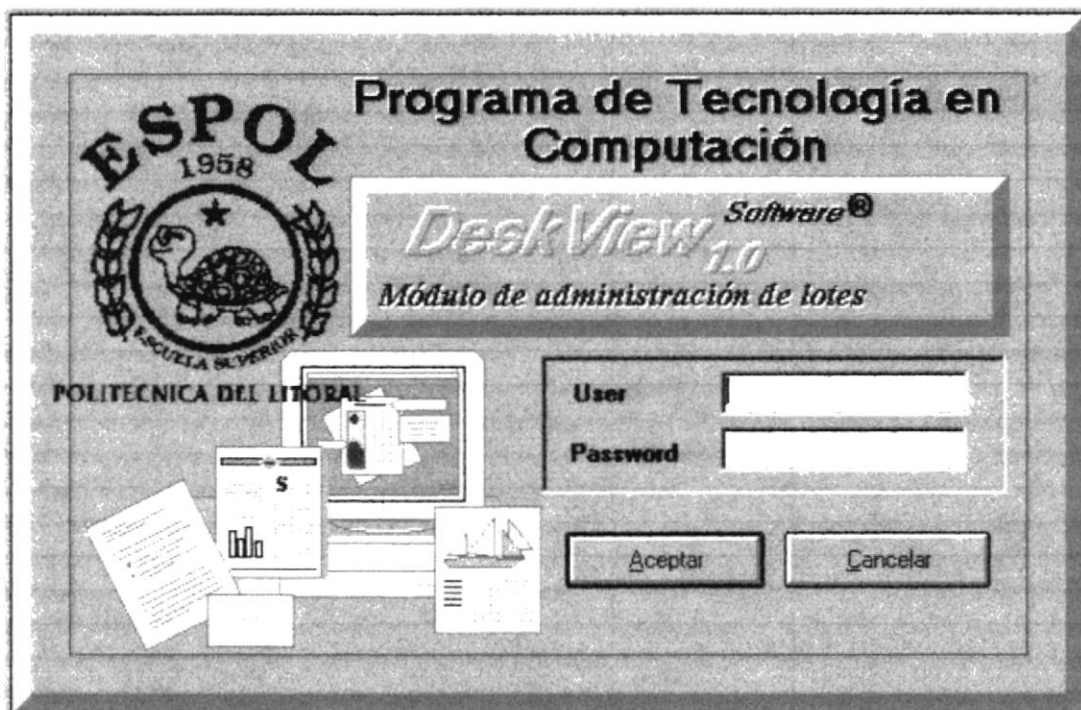 ESPOL
1958
ESCUELA SUPERIOR
POLITECNICA DEL LITORAL
Programa de Tecnología en
Computación
DeskView 1.0 Software®
Módulo de administración de lotes
User
Password
S
Aceptar
Cancelar